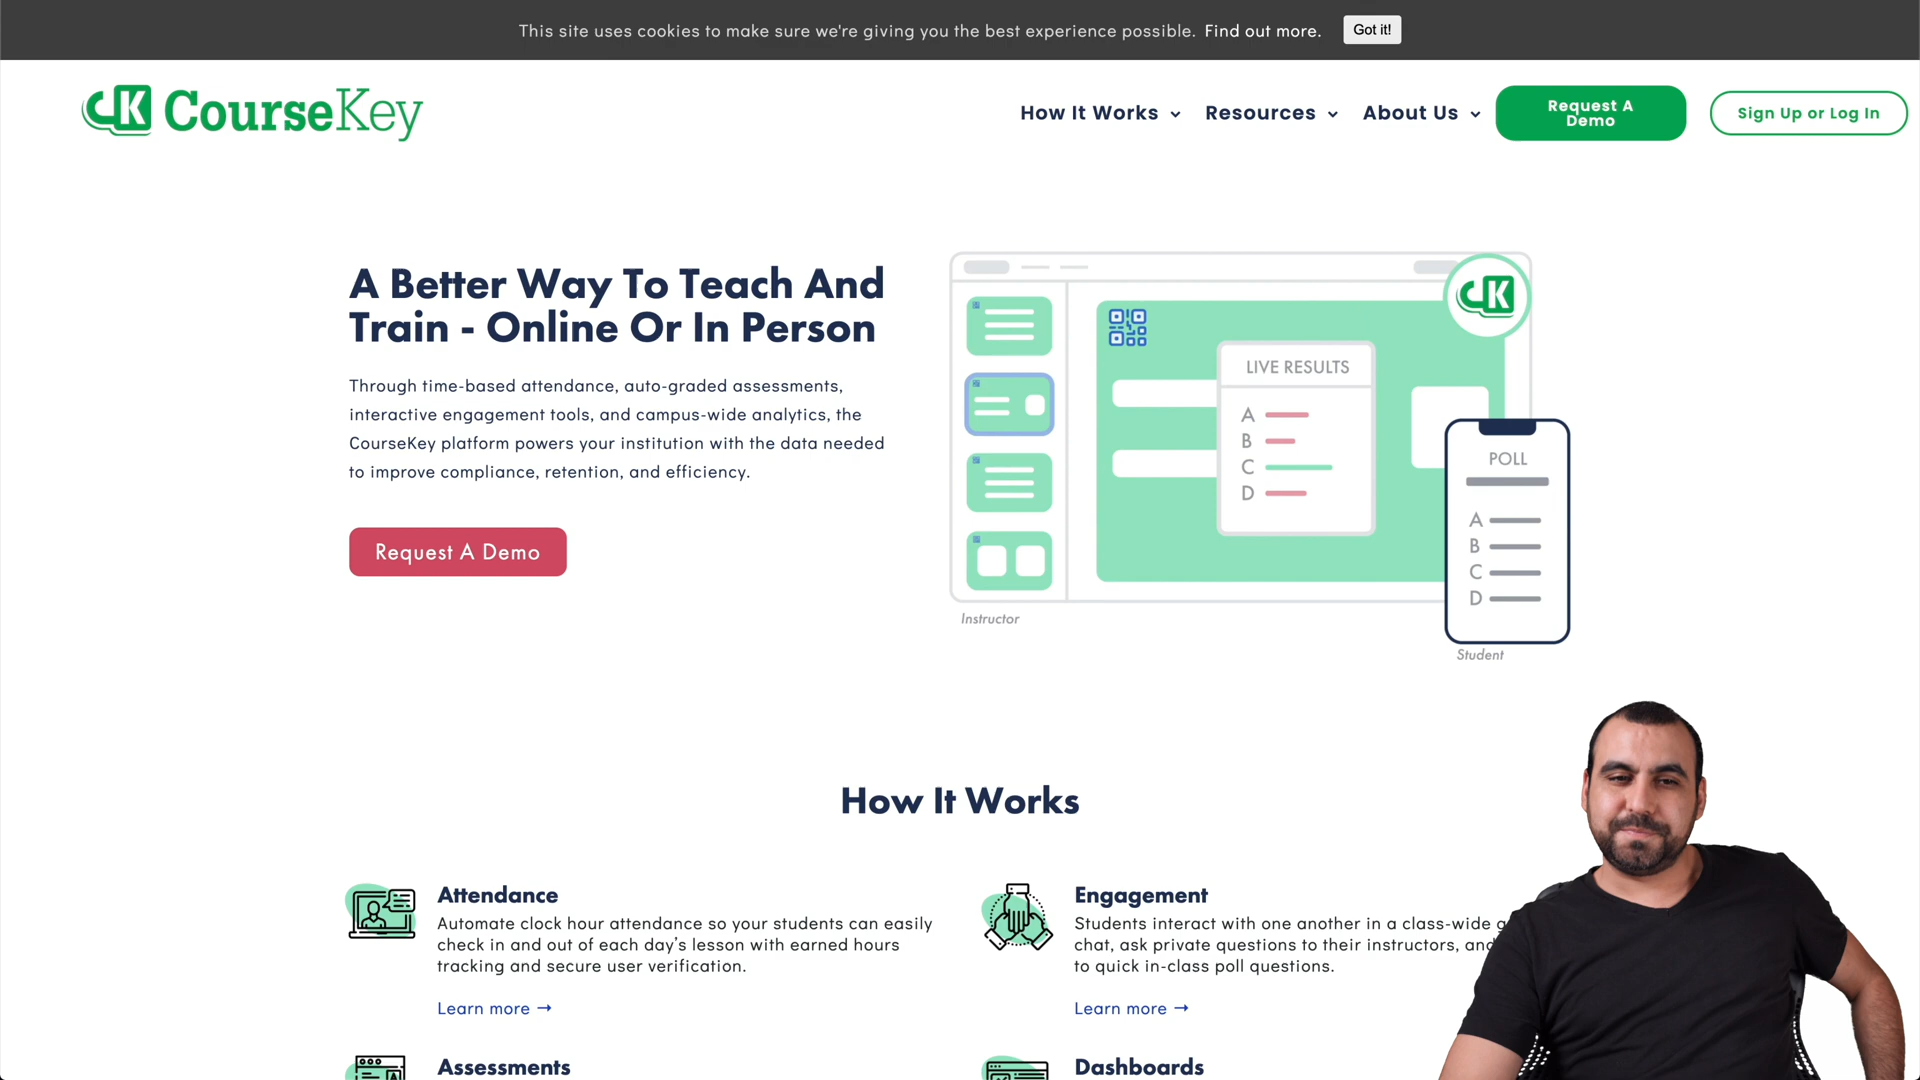 This site uses cookies to make sure we're giving you the best experience possible. Find out more. Got it!
CK CourseKey
How It Works
Resources
About Us
Request A
Demo
Sign Up or Log In
A Better Way To Teach And
Train - Online Or In Person
Through time-based attendance, auto-graded assessments,
interactive engagement tools, and campus-wide analytics, the
CourseKey platform powers your institution with the data needed
to improve compliance, retention, and efficiency.
Request A Demo
CK
LIVE RESULTS
A
B
C
D
POLL
A
B
C
D
Instructor
Student
How It Works
Attendance
Automate clock hour attendance so your students can easily
check in and out of each day’s lesson with earned hours
tracking and secure user verification.
Learn more →
Engagement
Students interact with one another in a class-wide
chat, ask private questions to their instructors, and
to quick in-class poll questions.
Learn more →
Assessments
Dashboards